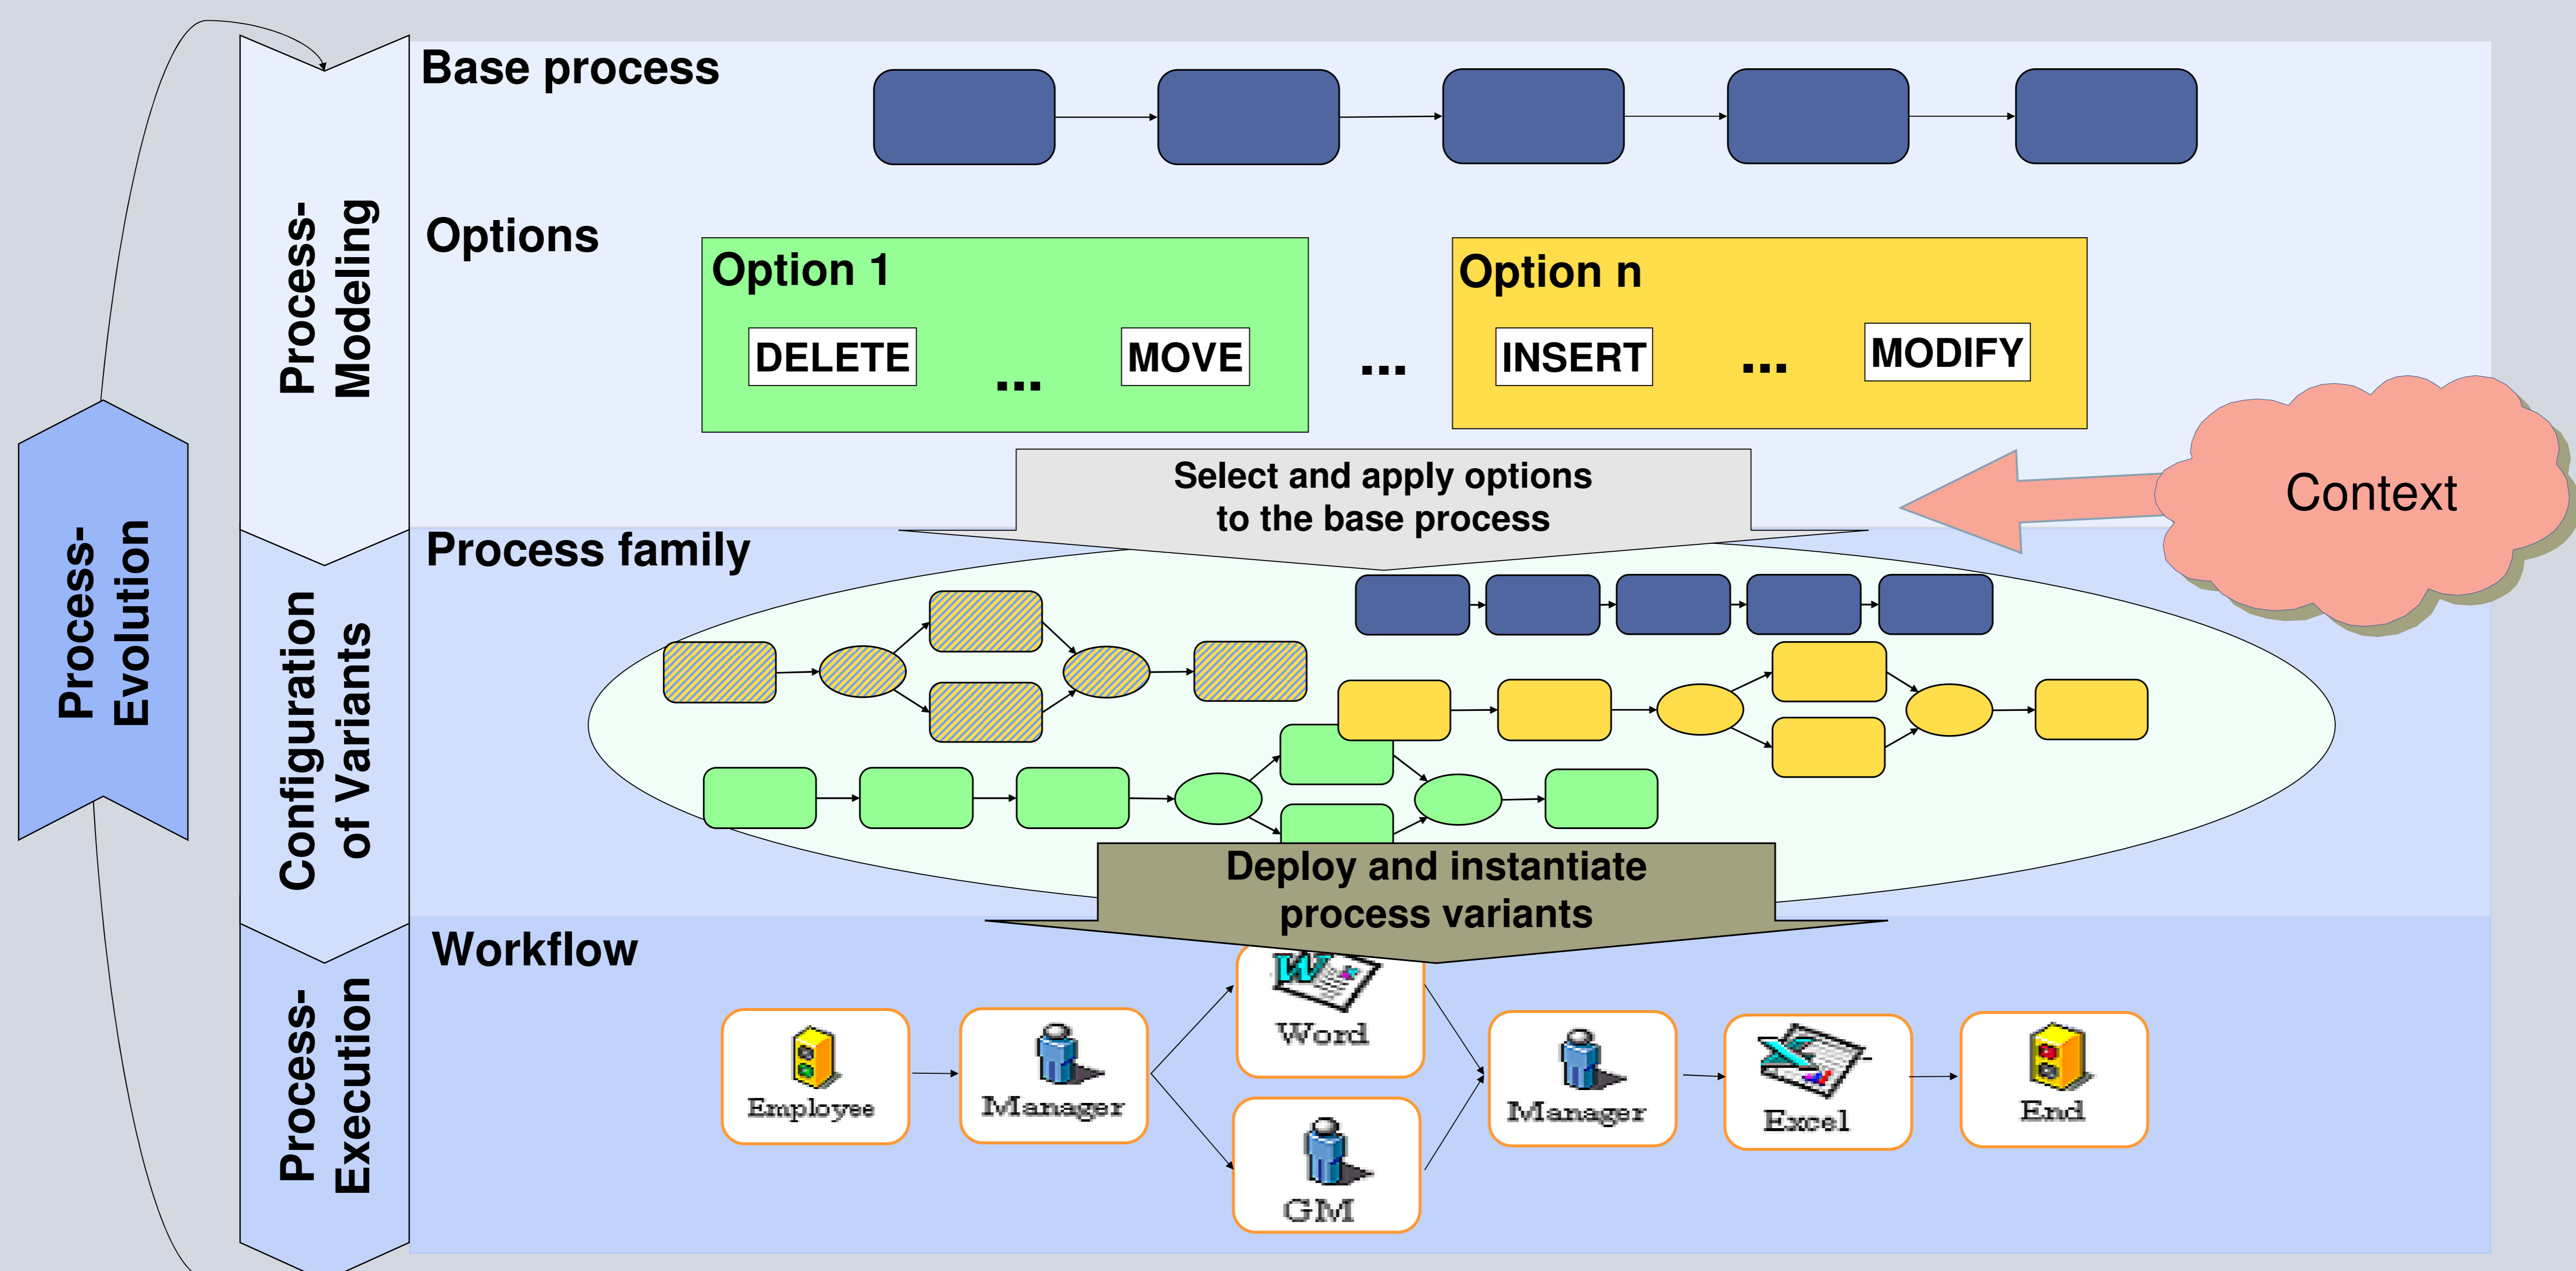 Base process
Options
Option 1
DELETE
...
MOVE
...
Option n
INSERT
...
MODIFY
Select and apply options
to the base process
Context
Process family
Deploy and instantiate
process variants
Workflow
Employee
Manager
Word
GM
Manager
Excel
End
Process-
Modeling
Configuration
of Variants
Process-
Execution
Process-
Evolution